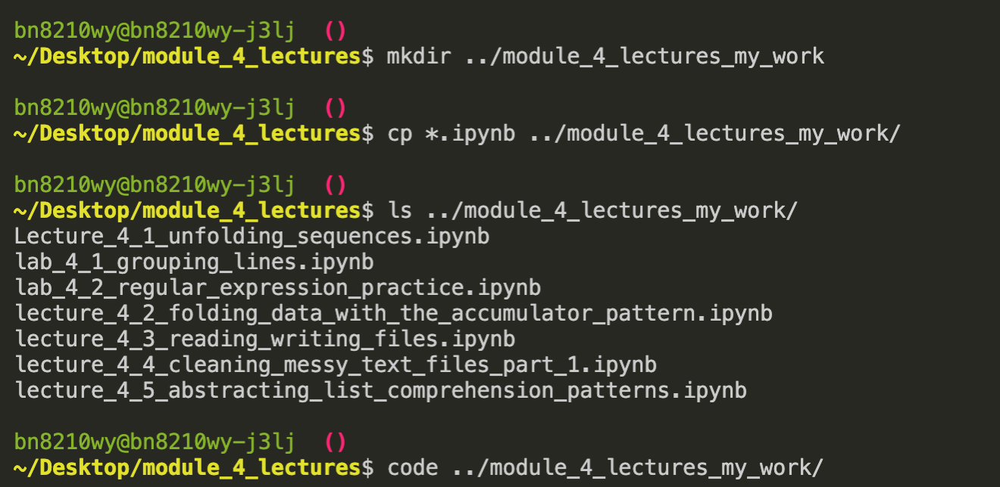 bn8210wy@bn8210wy-j3lj  ()
~/Desktop/module_4_lectures$ mkdir ../module_4_lectures_my_work
bn8210wy@bn8210wy-j3lj  ()
~/Desktop/module_4_lectures$ cp *.ipynb ../module_4_lectures_my_work/
bn8210wy@bn8210wy-j3lj  ()
~/Desktop/module_4_lectures$ ls ../module_4_lectures_my_work/
Lecture_4_1_unfolding_sequences.ipynb
lab_4_1_grouping_lines.ipynb
lab_4_2_regular_expression_practice.ipynb
lecture_4_2_folding_data_with_the_accumulator_pattern.ipynb
lecture_4_3_reading_writing_files.ipynb
lecture_4_4_cleaning_messy_text_files_part_1.ipynb
lecture_4_5_abstracting_list_comprehension_patterns.ipynb
bn8210wy@bn8210wy-j3lj  ()
~/Desktop/module_4_lectures$ code ../module_4_lectures_my_work/